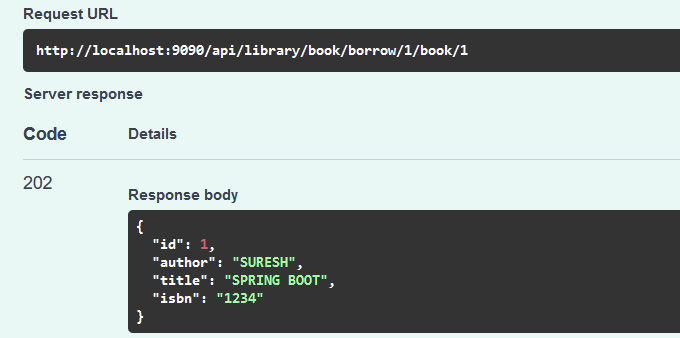 Request URL
http://localhost:9090/api/library/book/borrow/1/book/1
Server response
Code Details
202
Response body
{
  "id": 1,
  "author": "SURESH",
  "title": "SPRING BOOT",
  "isbn": "1234"
}